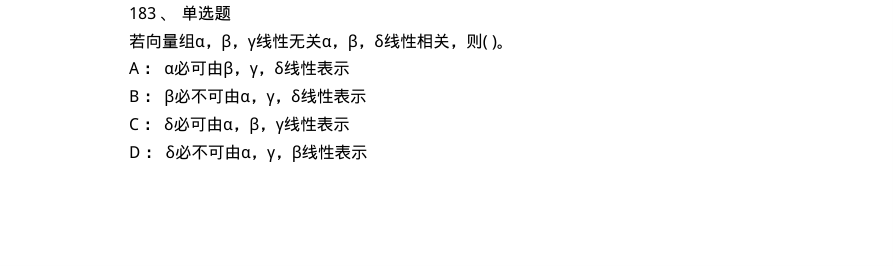 183 、 单选题
若向量组α，β，γ线性无关α，β，δ线性相关，则( )。
A ： α必可由β，γ，δ线性表示
B ： β必不可由α，γ，δ线性表示
C ： δ必可由α，β，γ线性表示
D ： δ必不可由α，γ，β线性表示